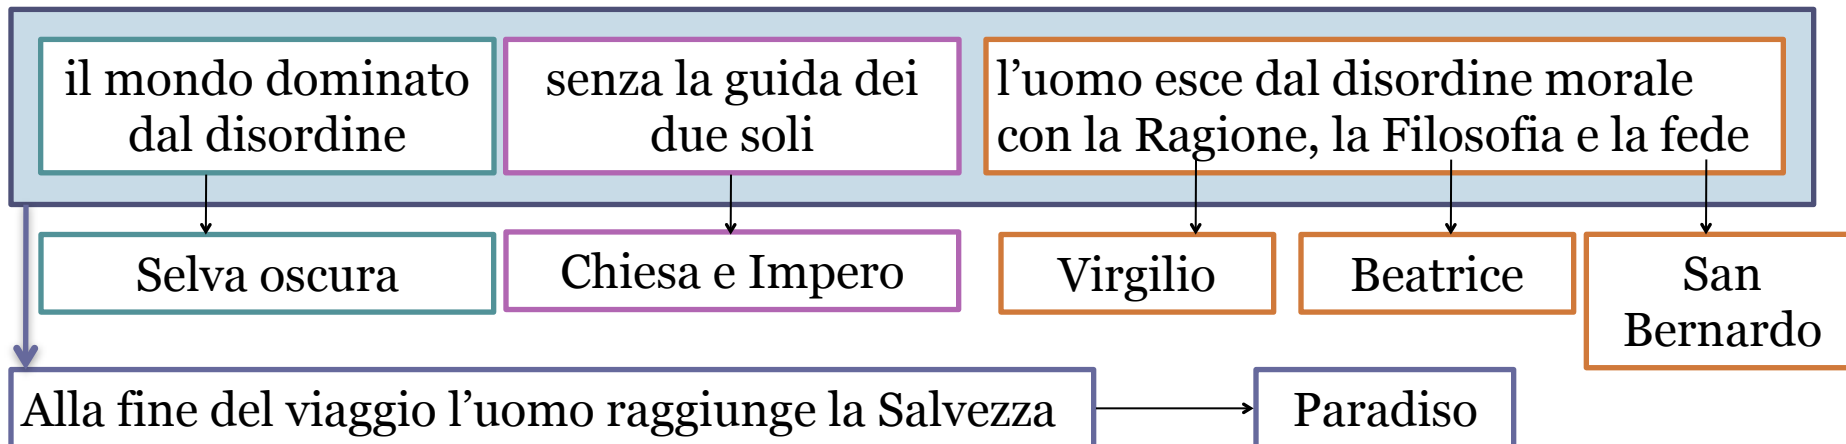 il mondo dominato
dal disordine
senza la guida dei
due soli
l’uomo esce dal disordine morale
con la Ragione, la Filosofia e la fede
Selva oscura
Chiesa e Impero
Virgilio
Beatrice
San
Bernardo
Alla fine del viaggio l’uomo raggiunge la Salvezza
Paradiso